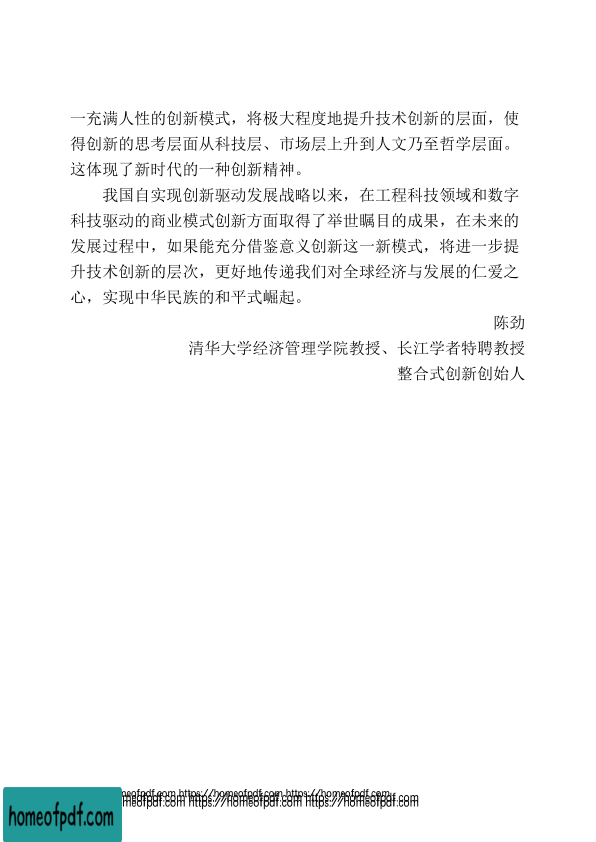 一充满人性的创新模式，将极大程度地提升技术创新的层面，使
得创新的思考层面从科技层、市场层上升到人文乃至哲学层面。
这体现了新时代的一种创新精神。
我国自实现创新驱动发展战略以来，在工程科技领域和数字
科技驱动的商业模式创新方面取得了举世瞩目的成果，在未来的
发展过程中，如果能充分借鉴意义创新这一新模式，将进一步提
升技术创新的层次，更好地传递我们对全球经济与发展的仁爱之
心，实现中华民族的和平式崛起。
陈劲
清华大学经济管理学院教授、长江学者特聘教授
整合式创新创始人
homeofpdf.com https://homeofpdf.com https://homeofpdf.com
homeofpdf.com https://homeofpdf.com https://homeofpdf.com
homeofpdf.com